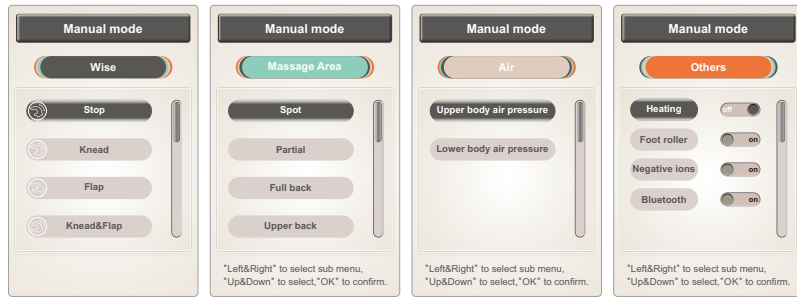 Manual mode
Wise
Stop
Knead
Flap
Knead&Flap
Manual mode
Massage Area
Spot
Partial
Full back
Upper back
"Left&Right" to select sub menu,
"Up&Down" to select,"OK" to confirm.
Manual mode
Air
Upper body air pressure
Lower body air pressure
"Left&Right" to select sub menu,
"Up&Down" to select,"OK" to confirm.
Manual mode
Others
Heating off
Foot roller on
Negative ions on
Bluetooth on
"Left&Right" to select sub menu,
"Up&Down" to select,"OK" to confirm.